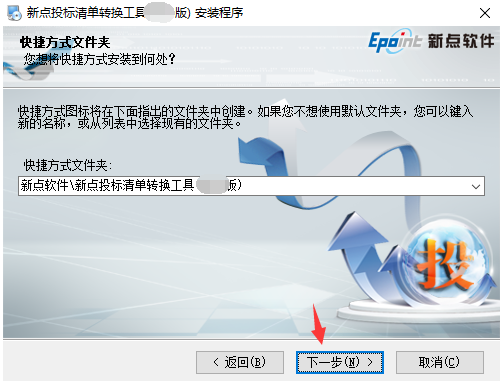 新点投标清单转换工具 版) 安装程序
快捷方式文件夹
您想将快捷方式安装到何处?
Epoint 新点软件
快捷方式图标将在下面指出的文件夹中创建。如果您不想使用默认文件夹,您可以键入
新的名称,或从列表中选择现有的文件夹。
快捷方式文件夹:
新点软件\新点投标清单转换工具 版)
投
< 返回(B)
下一步(N) >
取消(C)